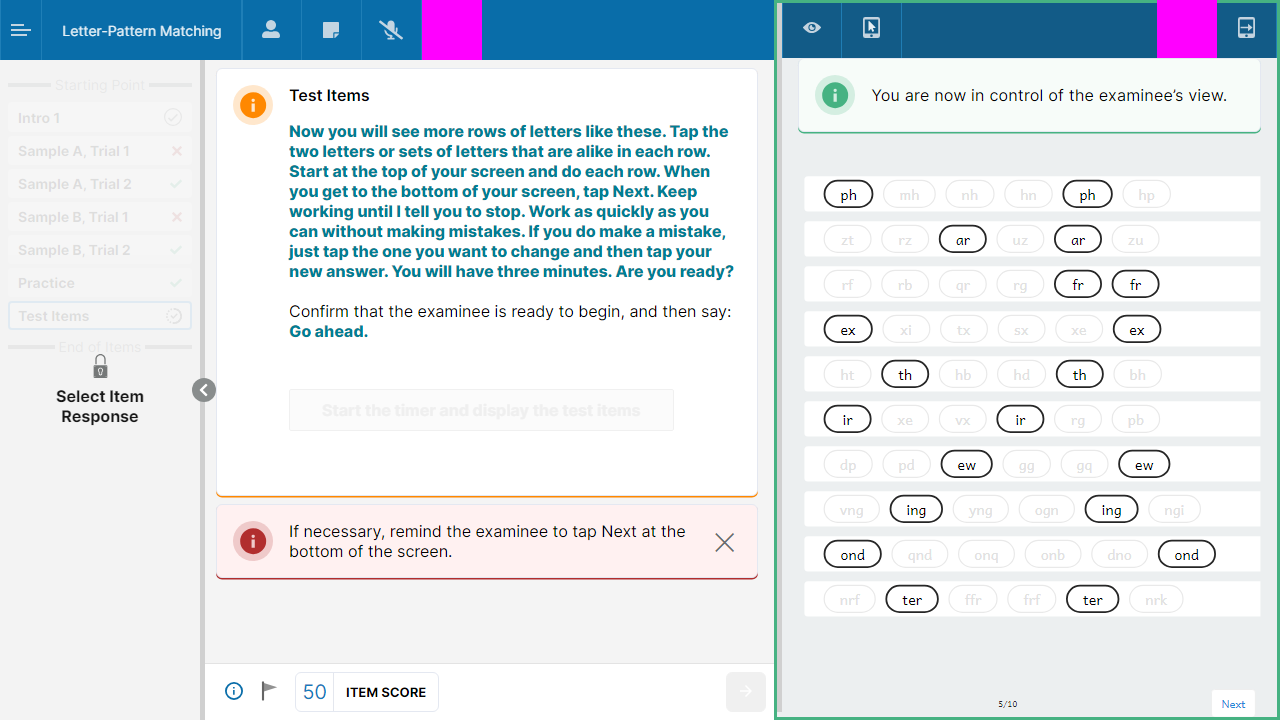 Letter-Pattern Matching
Starting Point
Intro 1
Sample A, Trial 1
Sample A, Trial 2
Sample B, Trial 1
Sample B, Trial 2
Practice
Test Items
End of Items
Select Item
Response
Test Items
Now you will see more rows of letters like these. Tap the
two letters or sets of letters that are alike in each row.
Start at the top of your screen and do each row. When
you get to the bottom of your screen, tap Next. Keep
working until I tell you to stop. Work as quickly as you
can without making mistakes. If you do make a mistake,
just tap the one you want to change and then tap your
new answer. You will have three minutes. Are you ready?
Confirm that the examinee is ready to begin, and then say:
Go ahead.
Start the timer and display the test items
If necessary, remind the examinee to tap Next at the
bottom of the screen.
50 ITEM SCORE
You are now in control of the examinee's view.
ph mh nh hn ph hp
zt rz ar uz ar zu
rf rb qr rg fr fr
ex xi tx sx xe ex
ht th hb hd th bh
ir xe vx ir rg pb
dp pd ew gg gq ew
vng ing yng ogn ing ngi
ond qnd onq onb dno ond
nrf ter ffr frf ter nrk
5/10
Next